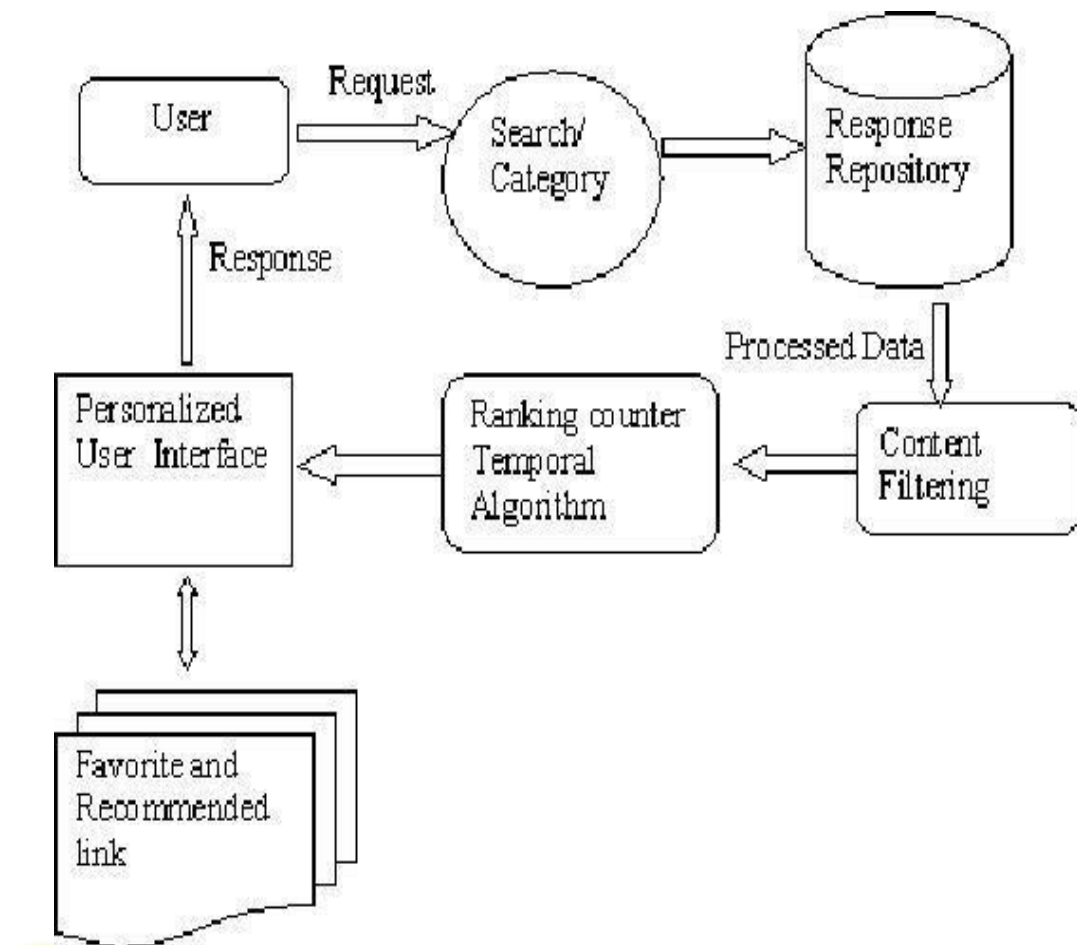 User
Request
Search/
Category
Response
Repository
Response
Processed Data
Personalized
User Interface
Ranking counter
Temporal
Algorithm
Content
Filtering
Favorite and
Recommended
link